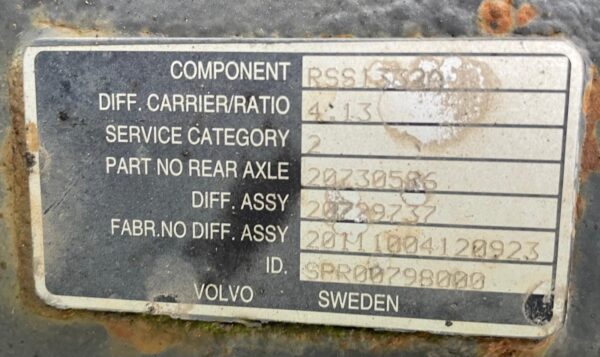 COMPONENT
DIFF. CARRIER/RATIO 4.13
SERVICE CATEGORY 2
PART NO REAR AXLE
DIFF. ASSY
FABR.NO DIFF. ASSY 20111004120923
ID. SPR00798000
VOLVO SWEDEN